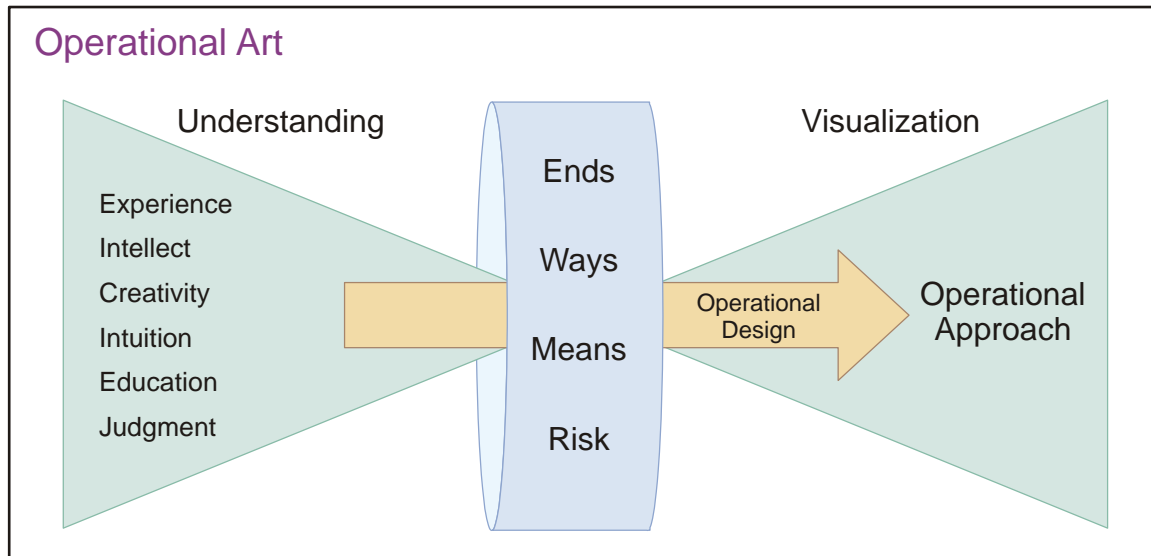 Operational Art
Understanding
Visualization
Experience
Intellect
Creativity
Intuition
Education
Judgment
Ends
Ways
Means
Risk
Operational
Design
Operational
Approach